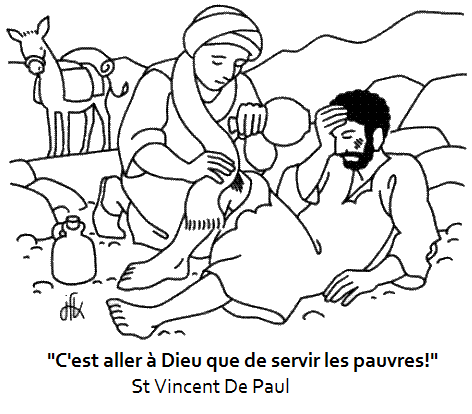 "C'est aller à Dieu que de servir les pauvres!"
St Vincent De Paul